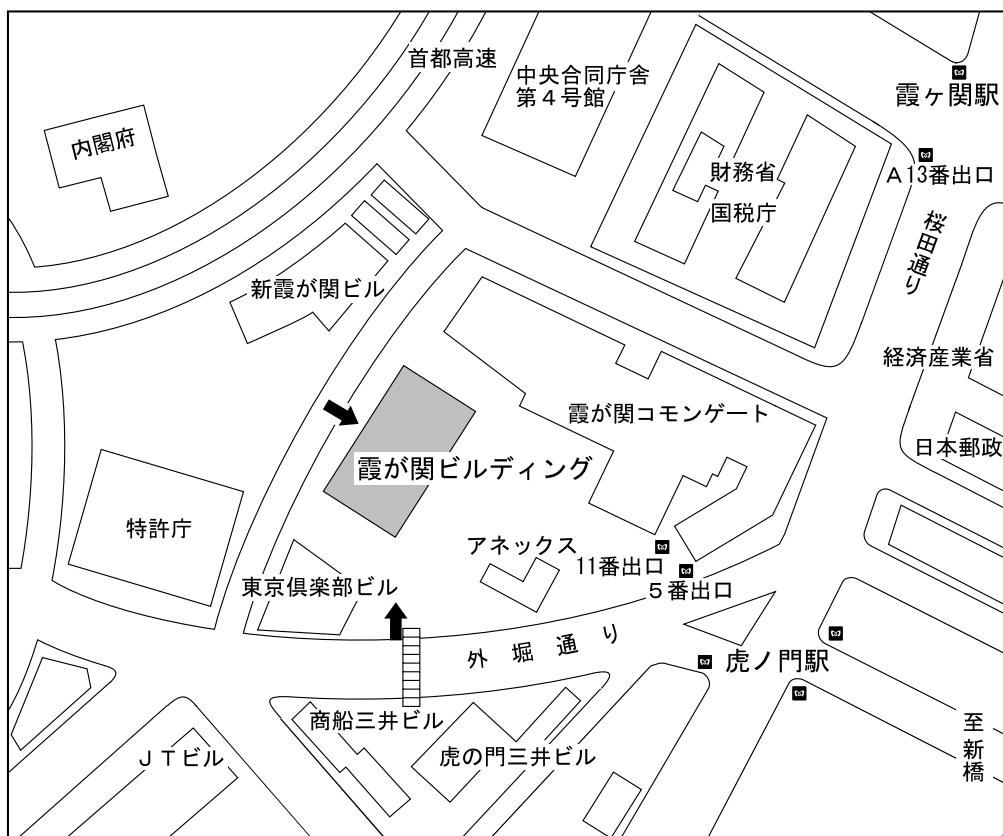 首都高速
中央合同庁舎
第４号館
霞ヶ関駅
内閣府
財務省
Ａ13番出口
国税庁
桜田通り
新霞が関ビル
経済産業省
霞が関コモンゲート
日本郵政
霞が関ビルディング
特許庁
アネックス
11番出口
５番出口
東京倶楽部ビル
外堀通り
虎ノ門駅
商船三井ビル
虎の門三井ビル
ＪＴビル
至新橋